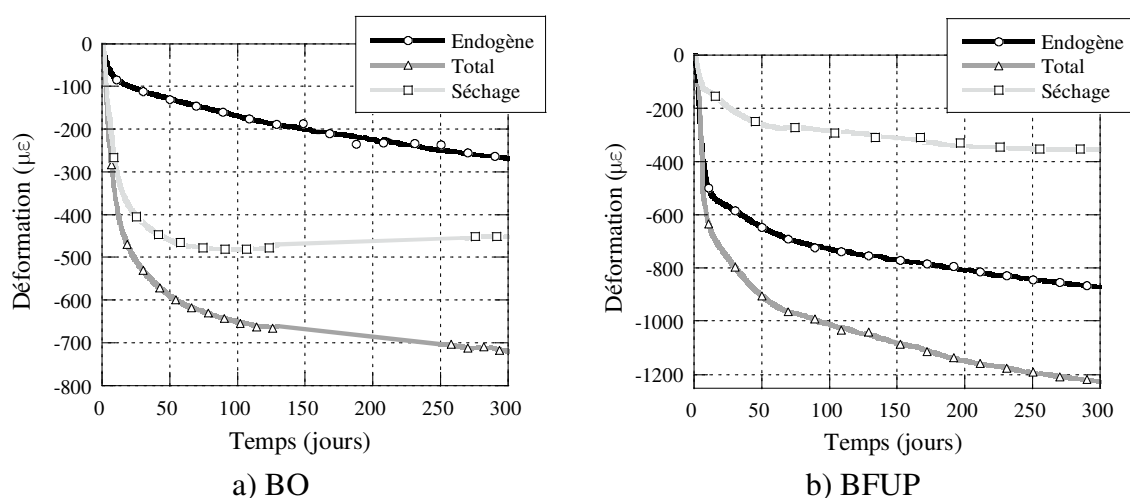 Endogène
Total
Séchage
0
-100
-200
-300
-400
-500
-600
-700
-800
Déformation (με)
0 50 100 150 200 250 300
Temps (jours)
a) BO
Endogène
Total
Séchage
0
-200
-400
-600
-800
-1000
-1200
Déformation (με)
0 50 100 150 200 250 300
Temps (jours)
b) BFUP